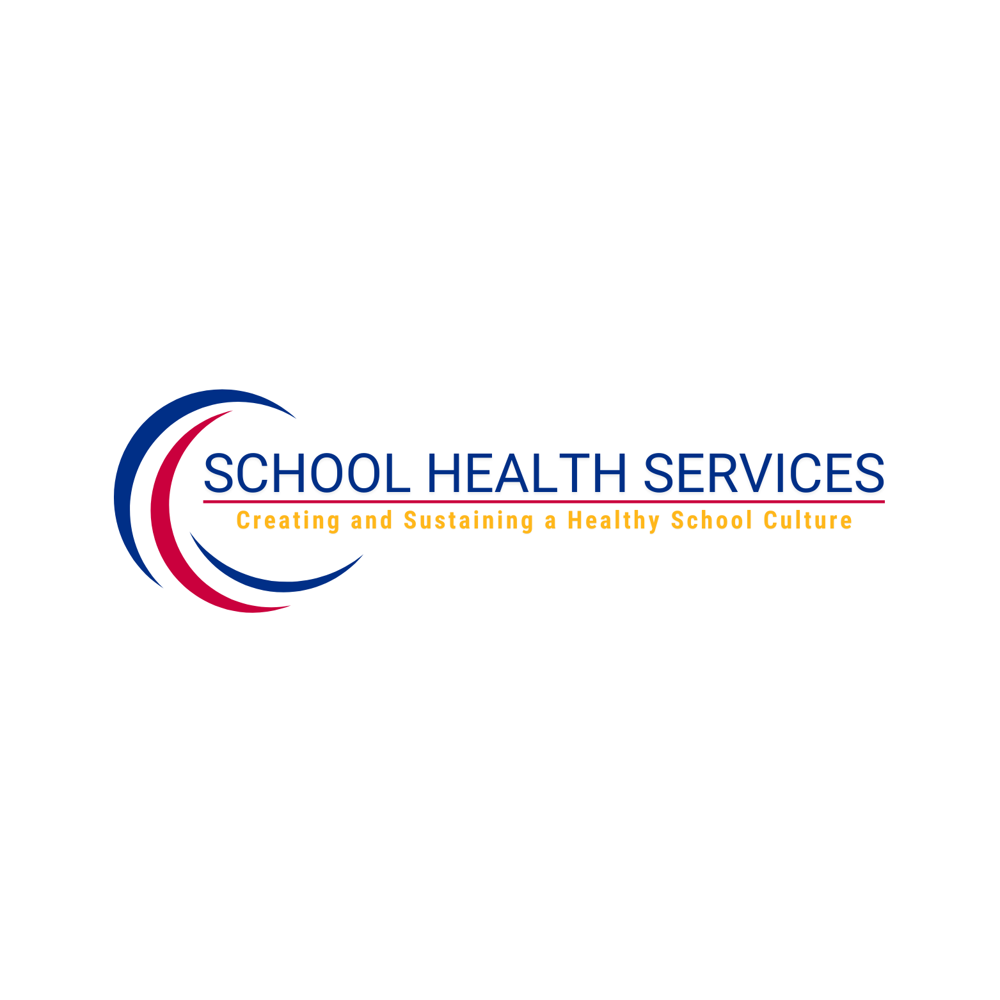 SCHOOL HEALTH SERVICES
Creating and Sustaining a Healthy School Culture